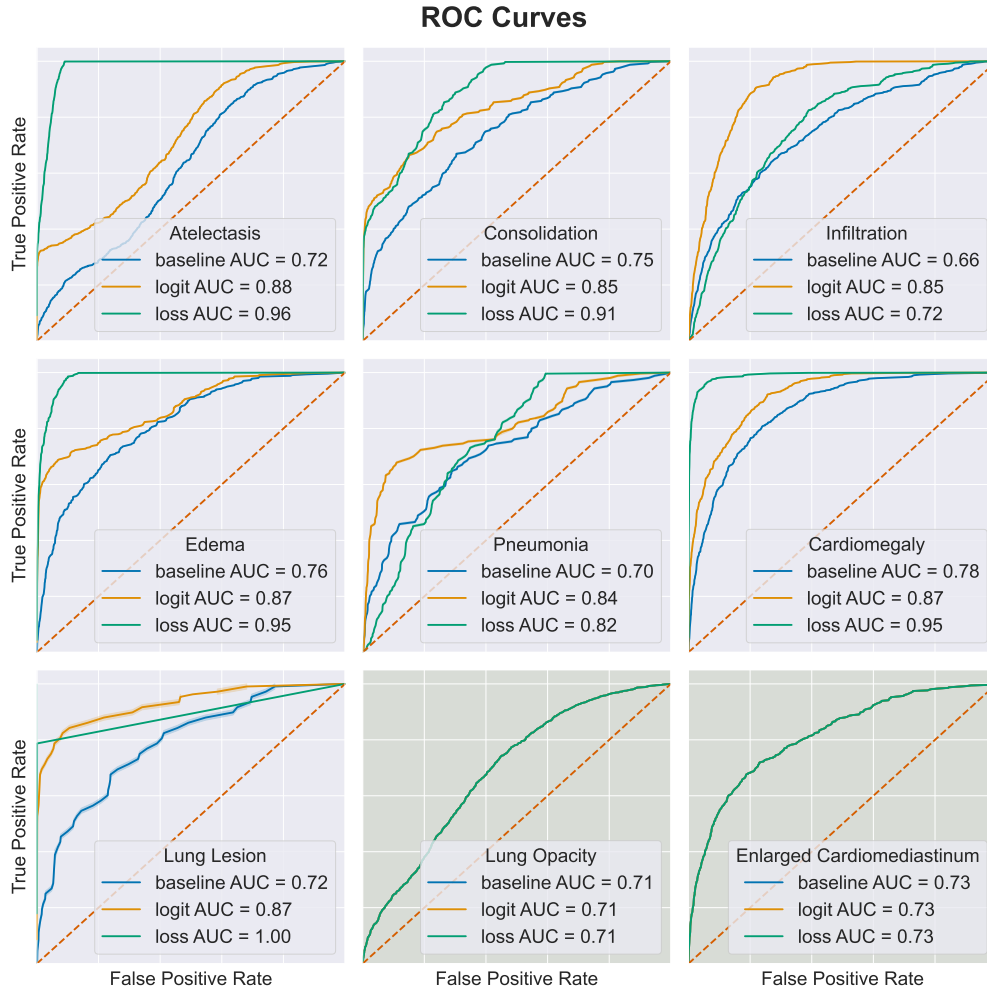 ROC Curves
True Positive Rate
Atelectasis
baseline AUC = 0.72
logit AUC = 0.88
loss AUC = 0.96
Consolidation
baseline AUC = 0.75
logit AUC = 0.85
loss AUC = 0.91
Infiltration
baseline AUC = 0.66
logit AUC = 0.85
loss AUC = 0.72
True Positive Rate
Edema
baseline AUC = 0.76
logit AUC = 0.87
loss AUC = 0.95
Pneumonia
baseline AUC = 0.70
logit AUC = 0.84
loss AUC = 0.82
Cardiomegaly
baseline AUC = 0.78
logit AUC = 0.87
loss AUC = 0.95
True Positive Rate
Lung Lesion
baseline AUC = 0.72
logit AUC = 0.87
loss AUC = 1.00
Lung Opacity
baseline AUC = 0.71
logit AUC = 0.71
loss AUC = 0.71
Enlarged Cardiomediastinum
baseline AUC = 0.73
logit AUC = 0.73
loss AUC = 0.73
False Positive Rate
False Positive Rate
False Positive Rate